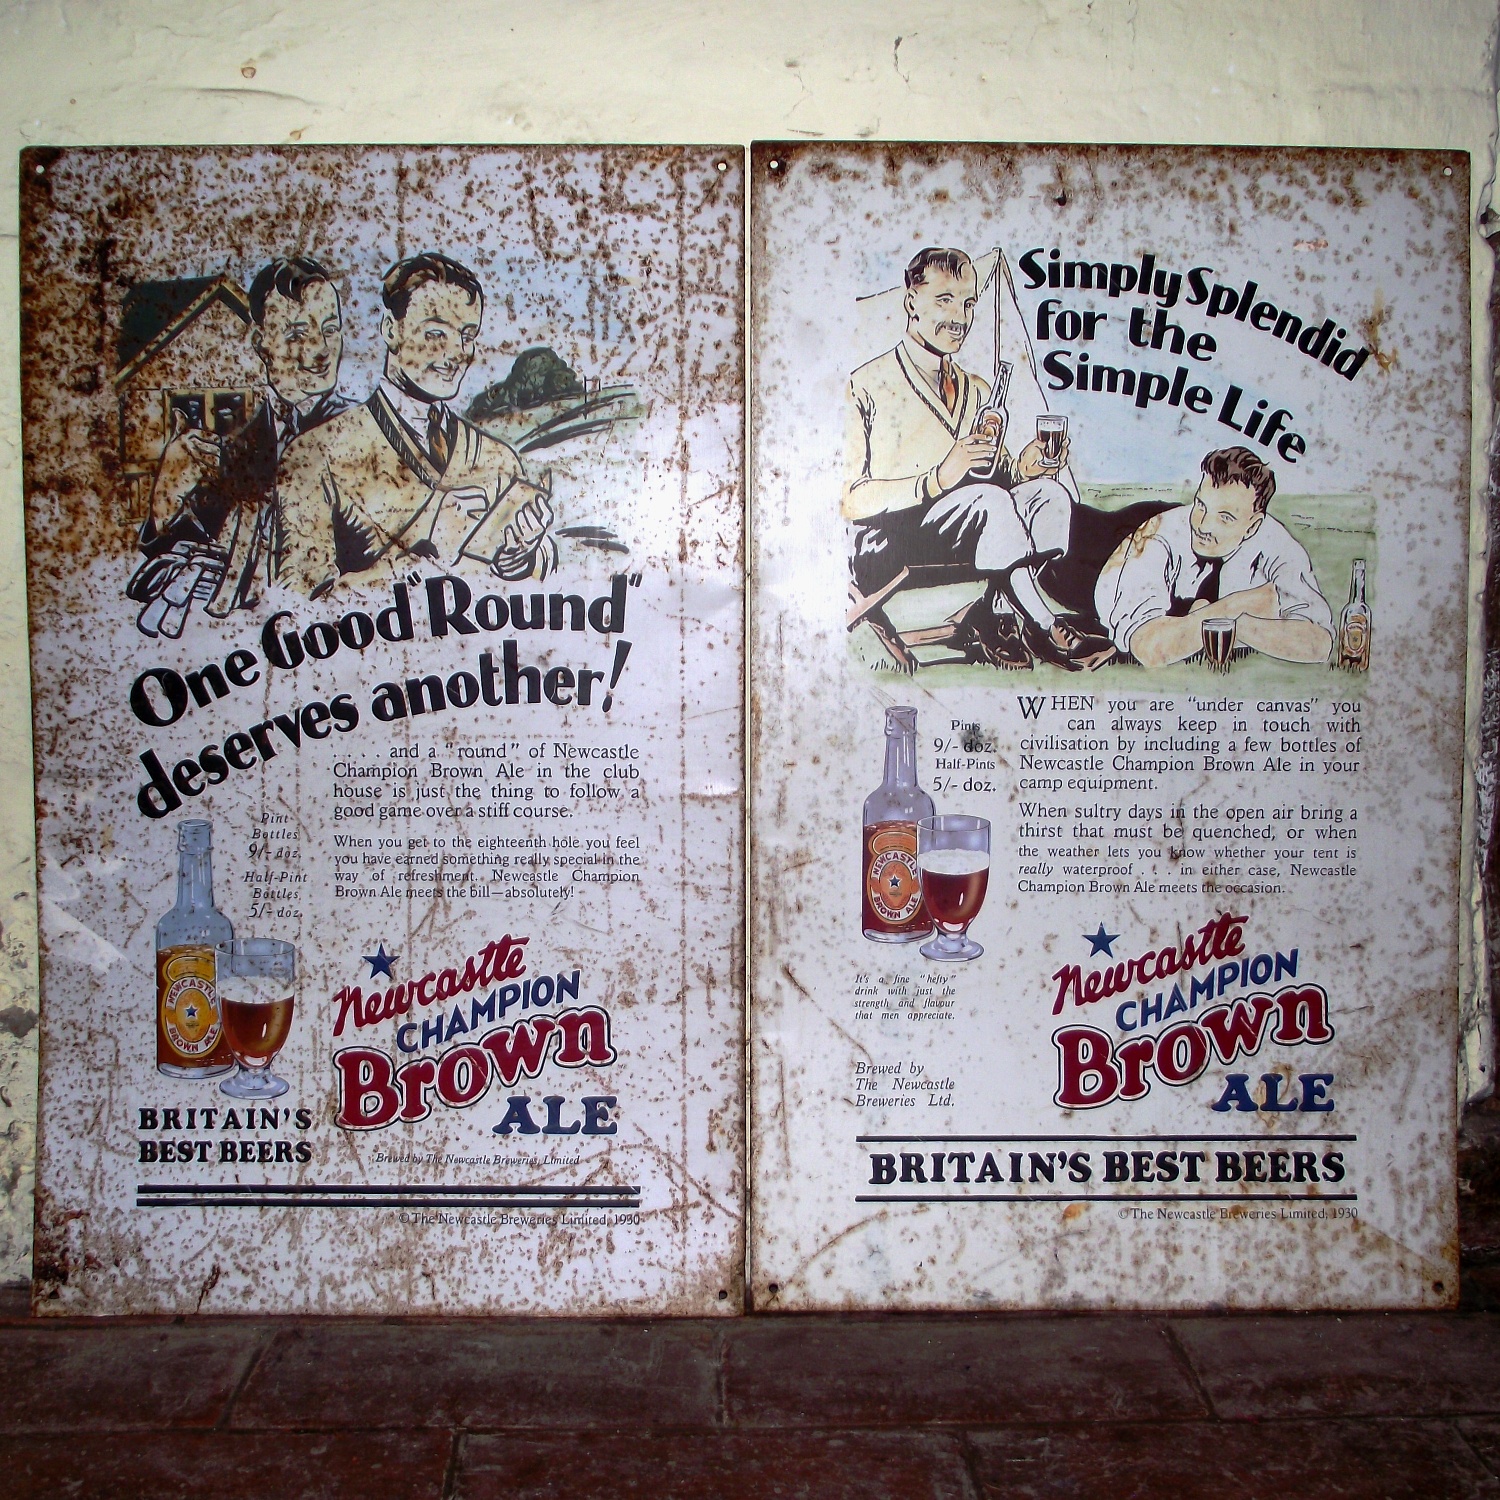 One Good "Round"
deserves another!
. . . . . and a "round" of Newcastle
Champion Brown Ale in the club
house is just the thing to follow a
good game over a stiff course.
When you get to the eighteenth hole you feel
you have earned something really special in the
way of refreshment. Newcastle Champion
Brown Ale meets the bill—absolutely!
Pint
Bottles
9/- doz.
Half-Pint
Bottles
5/- doz.
NEWCASTLE
BROWN ALE
Newcastle
CHAMPION
Brown
ALE
BRITAIN'S
BEST BEERS
Brewed by The Newcastle Breweries, Limited
© The Newcastle Breweries Limited, 1930
Simply Splendid
for the
Simple Life
WHEN you are "under canvas" you
can always keep in touch with
civilisation by including a few bottles of
Newcastle Champion Brown Ale in your
camp equipment.
When sultry days in the open air bring a
thirst that must be quenched, or when
the weather lets you know whether your tent is
really waterproof . . . in either case, Newcastle
Champion Brown Ale meets the occasion.
Pints
9/- doz.
Half-Pints
5/- doz.
NEWCASTLE
BROWN ALE
It's a fine "hefty"
drink with just the
strength and flavour
that men appreciate.
Brewed by
The Newcastle
Breweries Ltd.
Newcastle
CHAMPION
Brown
ALE
BRITAIN'S BEST BEERS
© The Newcastle Breweries Limited, 1930